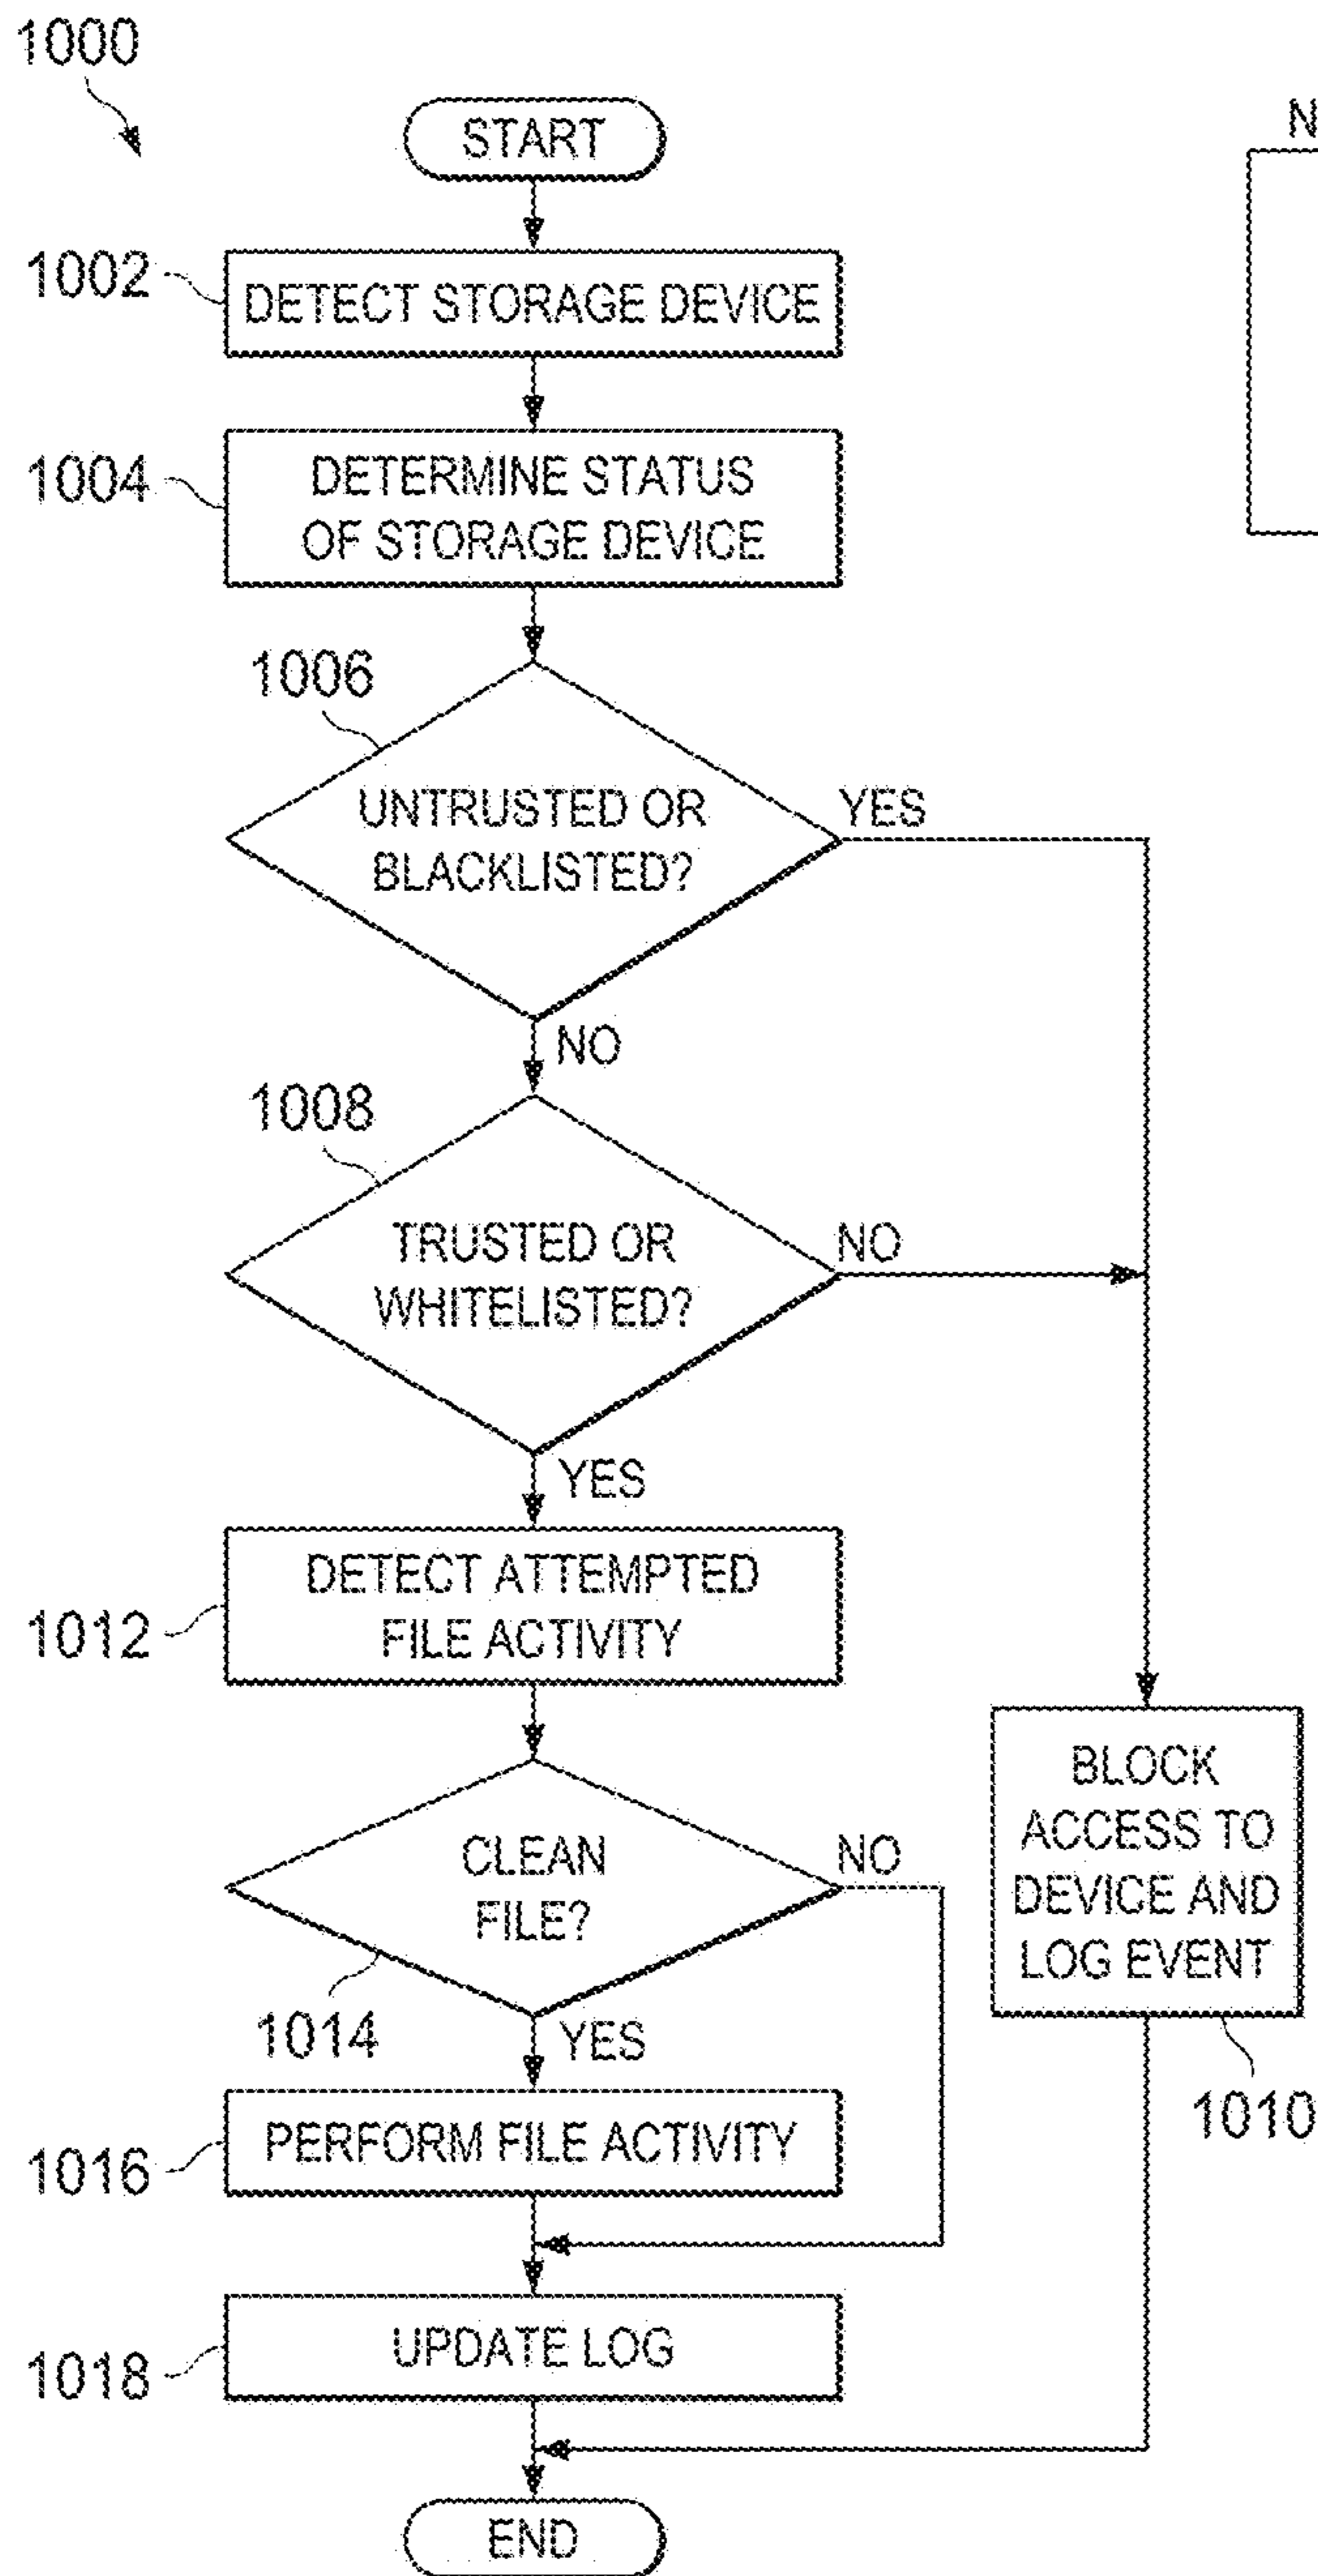 1000
START
1002
DETECT STORAGE DEVICE
1004
DETERMINE STATUS
OF STORAGE DEVICE
1006
UNTRUSTED OR
BLACKLISTED?
YES
NO
1008
TRUSTED OR
WHITELISTED?
NO
YES
1012
DETECT ATTEMPTED
FILE ACTIVITY
CLEAN
FILE?
NO
1014
YES
BLOCK
ACCESS TO
DEVICE AND
LOG EVENT
1010
1016
PERFORM FILE ACTIVITY
1018
UPDATE LOG
END